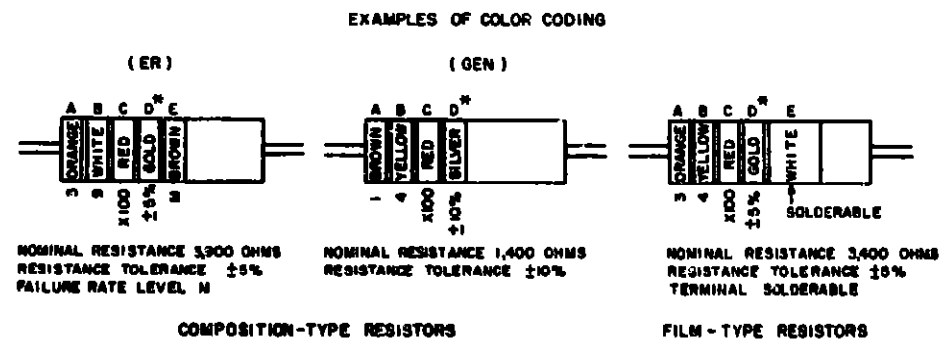 EXAMPLES OF COLOR CODING
(ER)
(GEN)
A B C D* E
ORANGE WHITE RED GOLD BROWN
3 9 X100 ±5% M
A B C D*
BROWN YELLOW RED SILVER
1 4 X100 ±10%
+1
A B C D* E
ORANGE YELLOW RED GOLD WHITE
3 4 X100 ±5%
SOLDERABLE
NOMINAL RESISTANCE 3,900 OHMS
RESISTANCE TOLERANCE ±5%
FAILURE RATE LEVEL M
NOMINAL RESISTANCE 1,400 OHMS
RESISTANCE TOLERANCE ±10%
NOMINAL RESISTANCE 3,400 OHMS
RESISTANCE TOLERANCE ±5%
TERMINAL SOLDERABLE
COMPOSITION-TYPE RESISTORS
FILM-TYPE RESISTORS